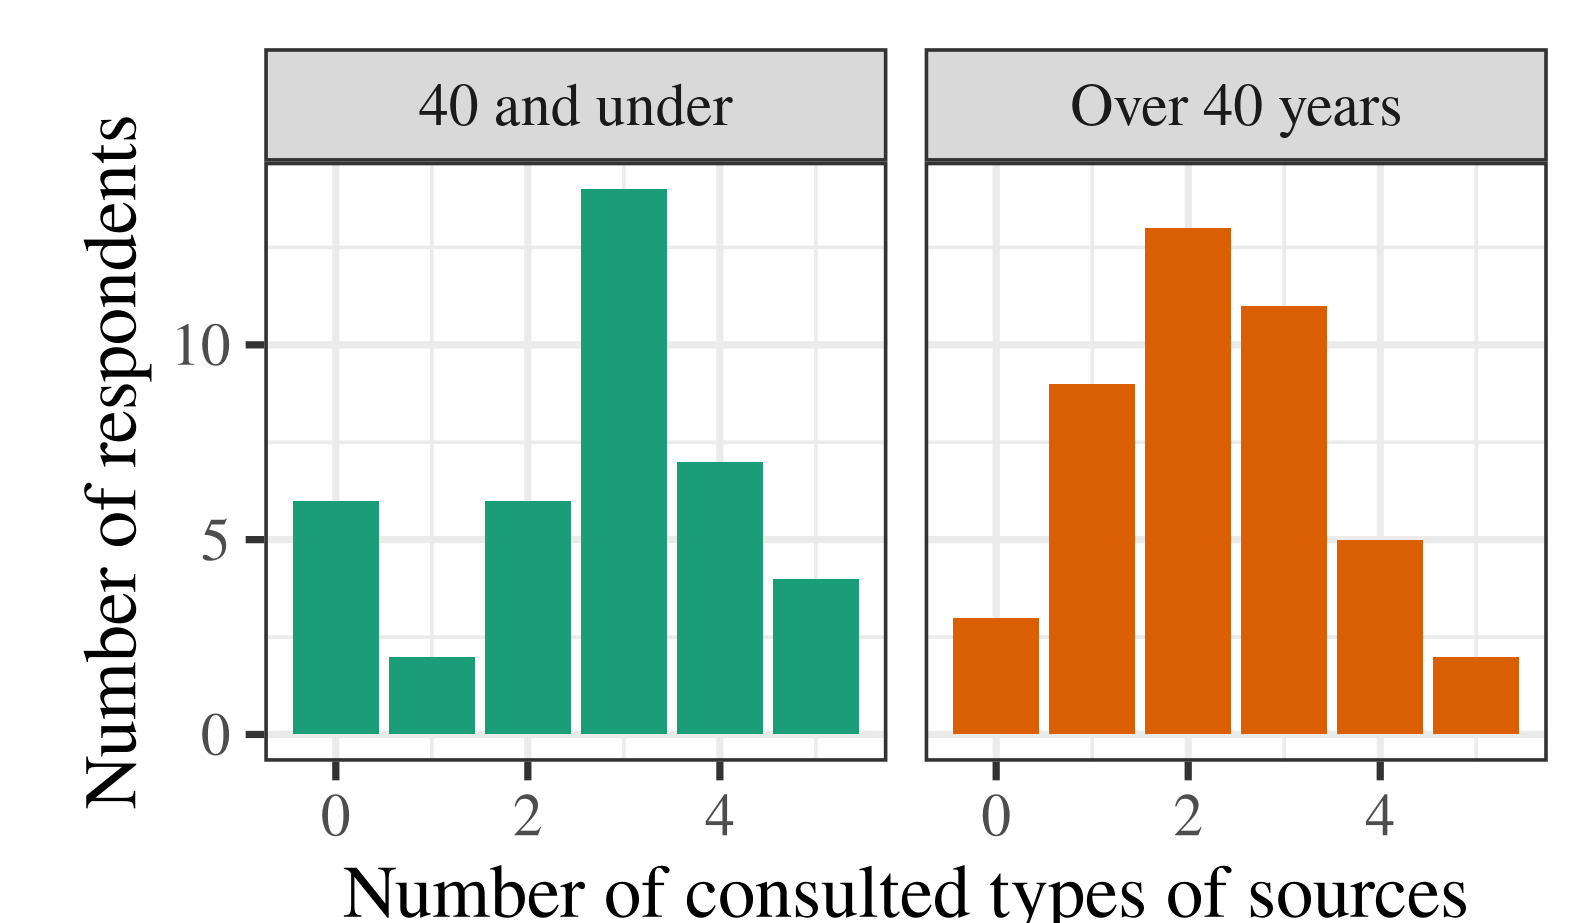 40 and under
Over 40 years
Number of respondents
10
5
0
0 2 4
0 2 4
Number of consulted types of sources